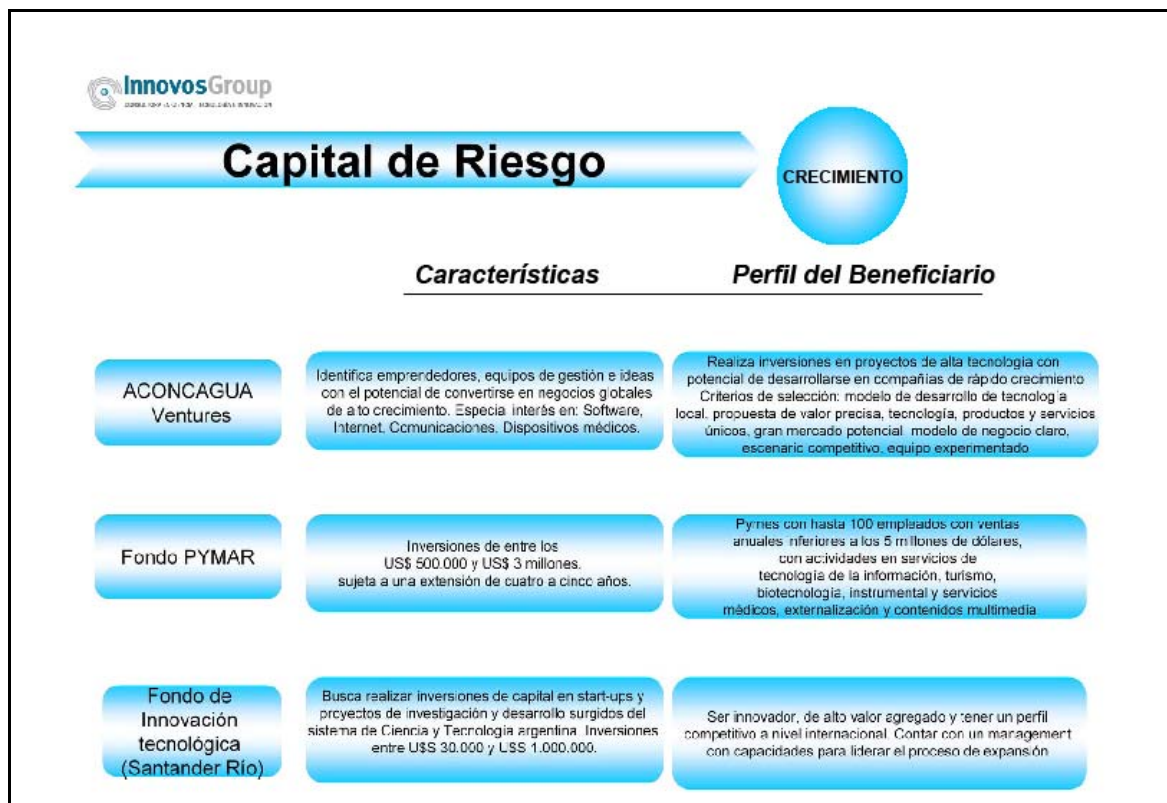 InnovosGroup
Capital de Riesgo
CRECIMIENTO
Características
Perfil del Beneficiario
ACONCAGUA
Ventures
Identifica emprendedores, equipos de gestión e ideas
con el potencial de convertirse en negocios globales
de alto crecimiento. Especial interés en: Software,
Internet, Comunicaciones, Dispositivos médicos.
Realiza inversiones en proyectos de alta tecnología con
potencial de desarrollarse en compañías de rápido crecimiento
Criterios de selección: modelo de desarrollo de tecnología
local, propuesta de valor precisa, tecnología, productos y servicios
únicos, gran mercado potencial modelo de negocio claro,
escenario competitivo, equipo experimentado
Fondo PYMAR
Inversiones de entre los
US$ 500.000 y US$ 3 millones.
sujeta a una extensión de cuatro a cinco años.
Pymes con hasta 100 empleados con ventas
anuales inferiores a los 5 millones de dólares,
con actividades en servicios de
tecnología de la información, turismo,
biotecnología, instrumental y servicios
médicos, externalización y contenidos multimedia
Fondo de
Innovación
tecnológica
(Santander Río)
Busca realizar inversiones de capital en start-ups y
proyectos de investigación y desarrollo surgidos del
sistema de Ciencia y Tecnología argentina. Inversiones
entre U$S 30.000 y U$S 1.000.000.
Ser innovador, de alto valor agregado y tener un perfil
competitivo a nivel internacional. Contar con un management
con capacidades para liderar el proceso de expansión